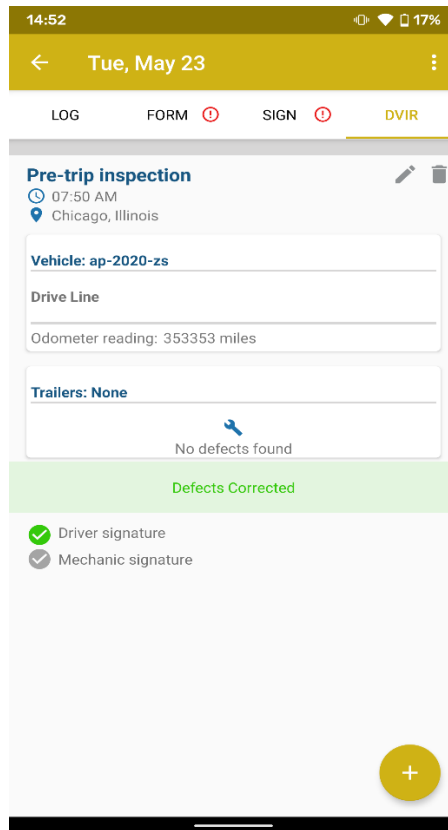 14:52 17%
Tue, May 23
LOG FORM SIGN DVIR
Pre-trip inspection
07:50 AM
Chicago, Illinois
Vehicle: ap-2020-zs
Drive Line
Odometer reading: 353353 miles
Trailers: None
No defects found
Defects Corrected
Driver signature
Mechanic signature